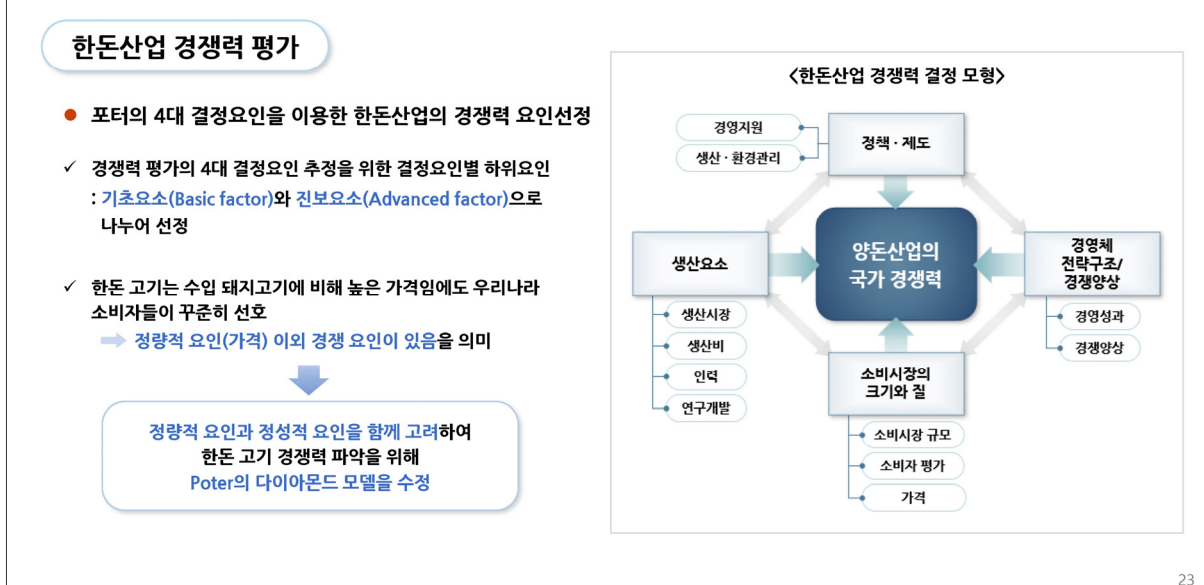 한돈산업 경쟁력 평가
● 포터의 4대 결정요인을 이용한 한돈산업의 경쟁력 요인선정
✓ 경쟁력 평가의 4대 결정요인 추정을 위한 결정요인별 하위요인
: 기초요소(Basic factor)와 진보요소(Advanced factor)으로
나누어 선정
✓ 한돈 고기는 수입 돼지고기에 비해 높은 가격임에도 우리나라
소비자들이 꾸준히 선호
정량적 요인(가격) 이외 경쟁 요인이 있음을 의미
정량적 요인과 정성적 요인을 함께 고려하여
한돈 고기 경쟁력 파악을 위해
Poter의 다이아몬드 모델을 수정
<한돈산업 경쟁력 결정 모형>
경영지원
생산 · 환경관리
정책 · 제도
생산요소
생산시장
생산비
인력
연구개발
양돈산업의
국가 경쟁력
경영체
전략구조/
경쟁양상
경영성과
경쟁양상
소비시장의
크기와 질
소비시장 규모
소비자 평가
가격
23